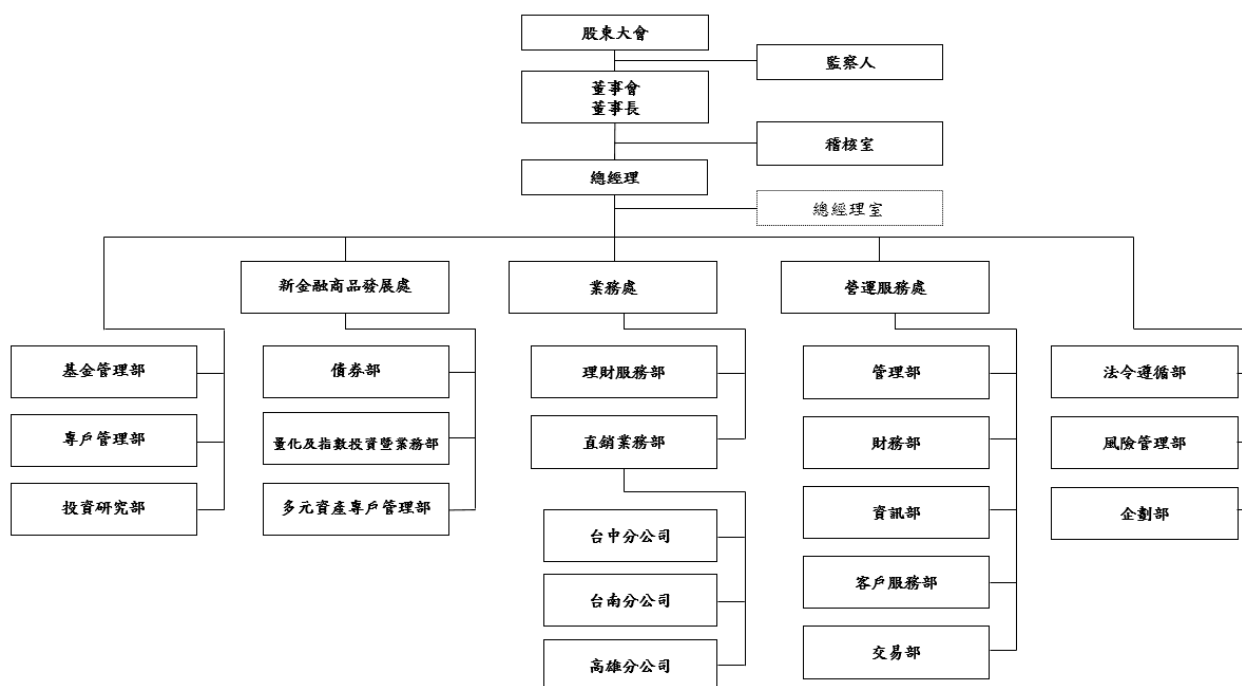 股東大會
監察人
董事會
董事長
稽核室
總經理
總經理室
新金融商品發展處
業務處
營運服務處
基金管理部
債券部
理財服務部
管理部
法令遵循部
專戶管理部
量化及指數投資暨業務部
直銷業務部
財務部
風險管理部
投資研究部
多元資產專戶管理部
資訊部
企劃部
台中分公司
客戶服務部
台南分公司
交易部
高雄分公司